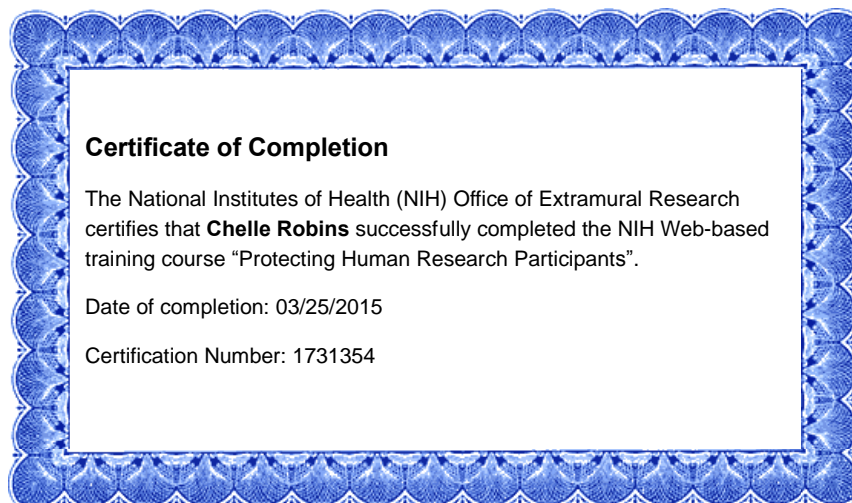 Certificate of Completion
The National Institutes of Health (NIH) Office of Extramural Research
certifies that Chelle Robins successfully completed the NIH Web-based
training course “Protecting Human Research Participants”.
Date of completion: 03/25/2015
Certification Number: 1731354